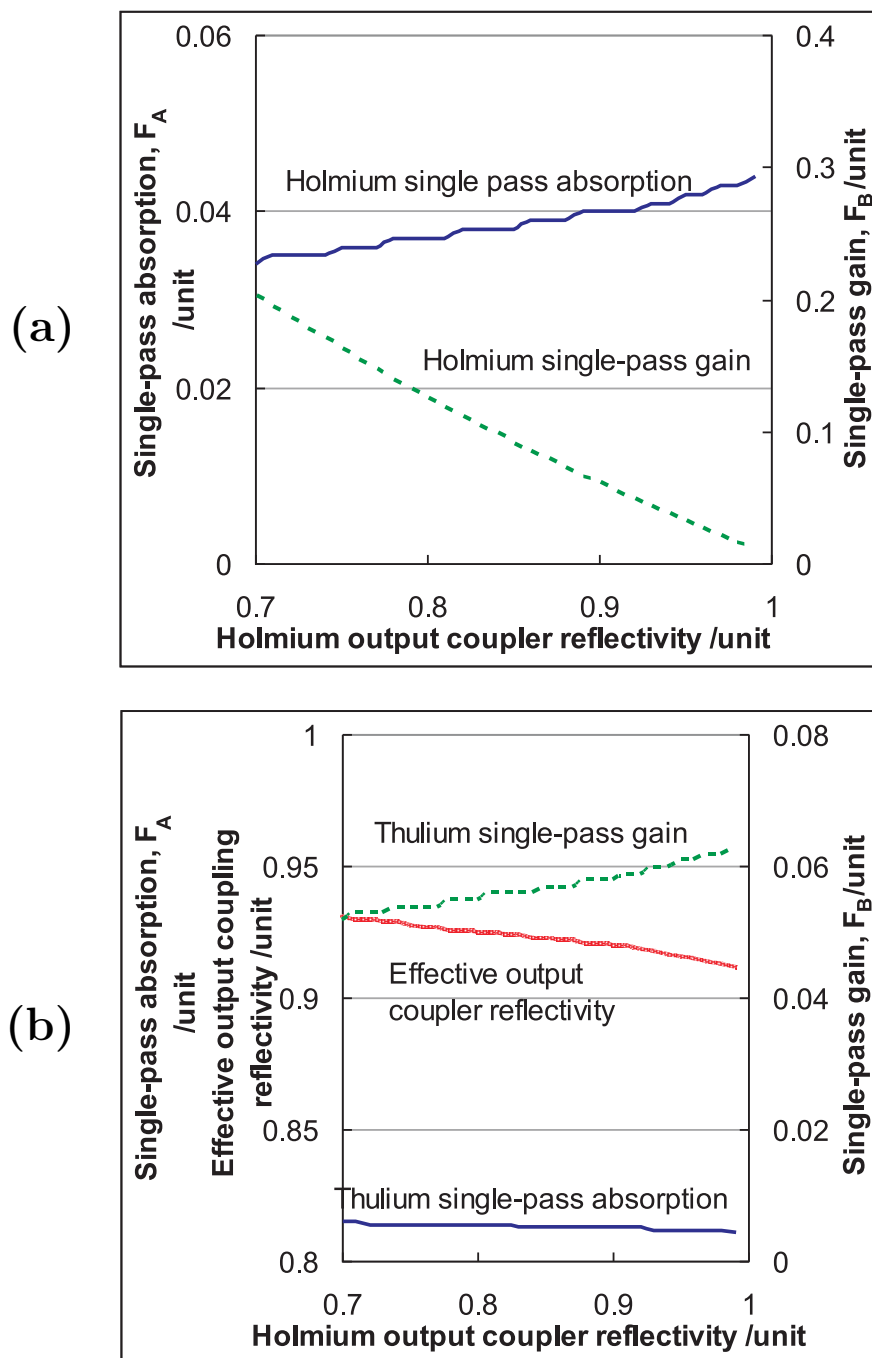 (a)
Single-pass absorption, F_A
/unit
0.06
0.04
0.02
0
0.4
0.3
0.2
0.1
0
Single-pass gain, F_B/unit
Holmium single pass absorption
Holmium single-pass gain
0.7 0.8 0.9 1
Holmium output coupler reflectivity /unit
(b)
Single-pass absorption, F_A
/unit
Effective output coupling
reflectivity /unit
1
0.95
0.9
0.85
0.8
0.08
0.06
0.04
0.02
0
Single-pass gain, F_B/unit
Thulium single-pass gain
Effective output
coupler reflectivity
Thulium single-pass absorption
0.7 0.8 0.9 1
Holmium output coupler reflectivity /unit